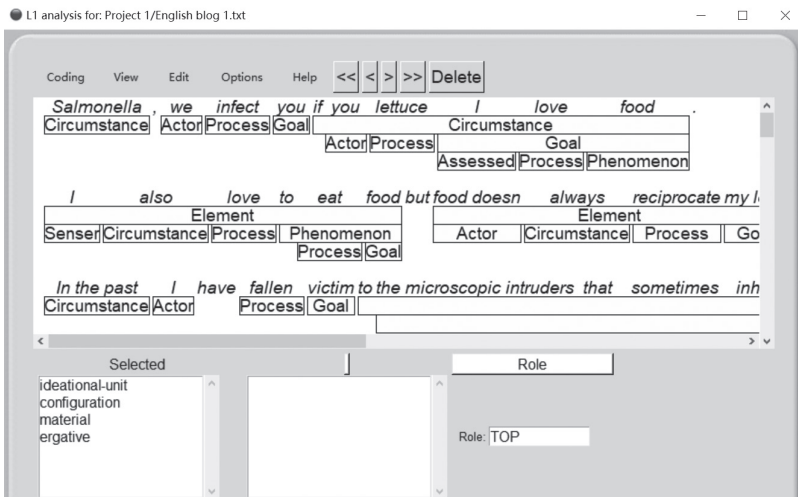 L1 analysis for: Project 1/English blog 1.txt
Coding View Edit Options Help << < > >> Delete
Salmonella , we infect you if you lettuce I love food .
Circumstance Actor Process Goal Circumstance
Actor Process Goal
Assessed Process Phenomenon
I also love to eat food but food doesn always reciprocate my l
Element Element
Senser Circumstance Process Phenomenon Actor Circumstance Process Go
Process Goal
In the past I have fallen victim to the microscopic intruders that sometimes inh
Circumstance Actor Process Goal
Selected Role
ideational-unit
configuration
material
ergative
Role: TOP